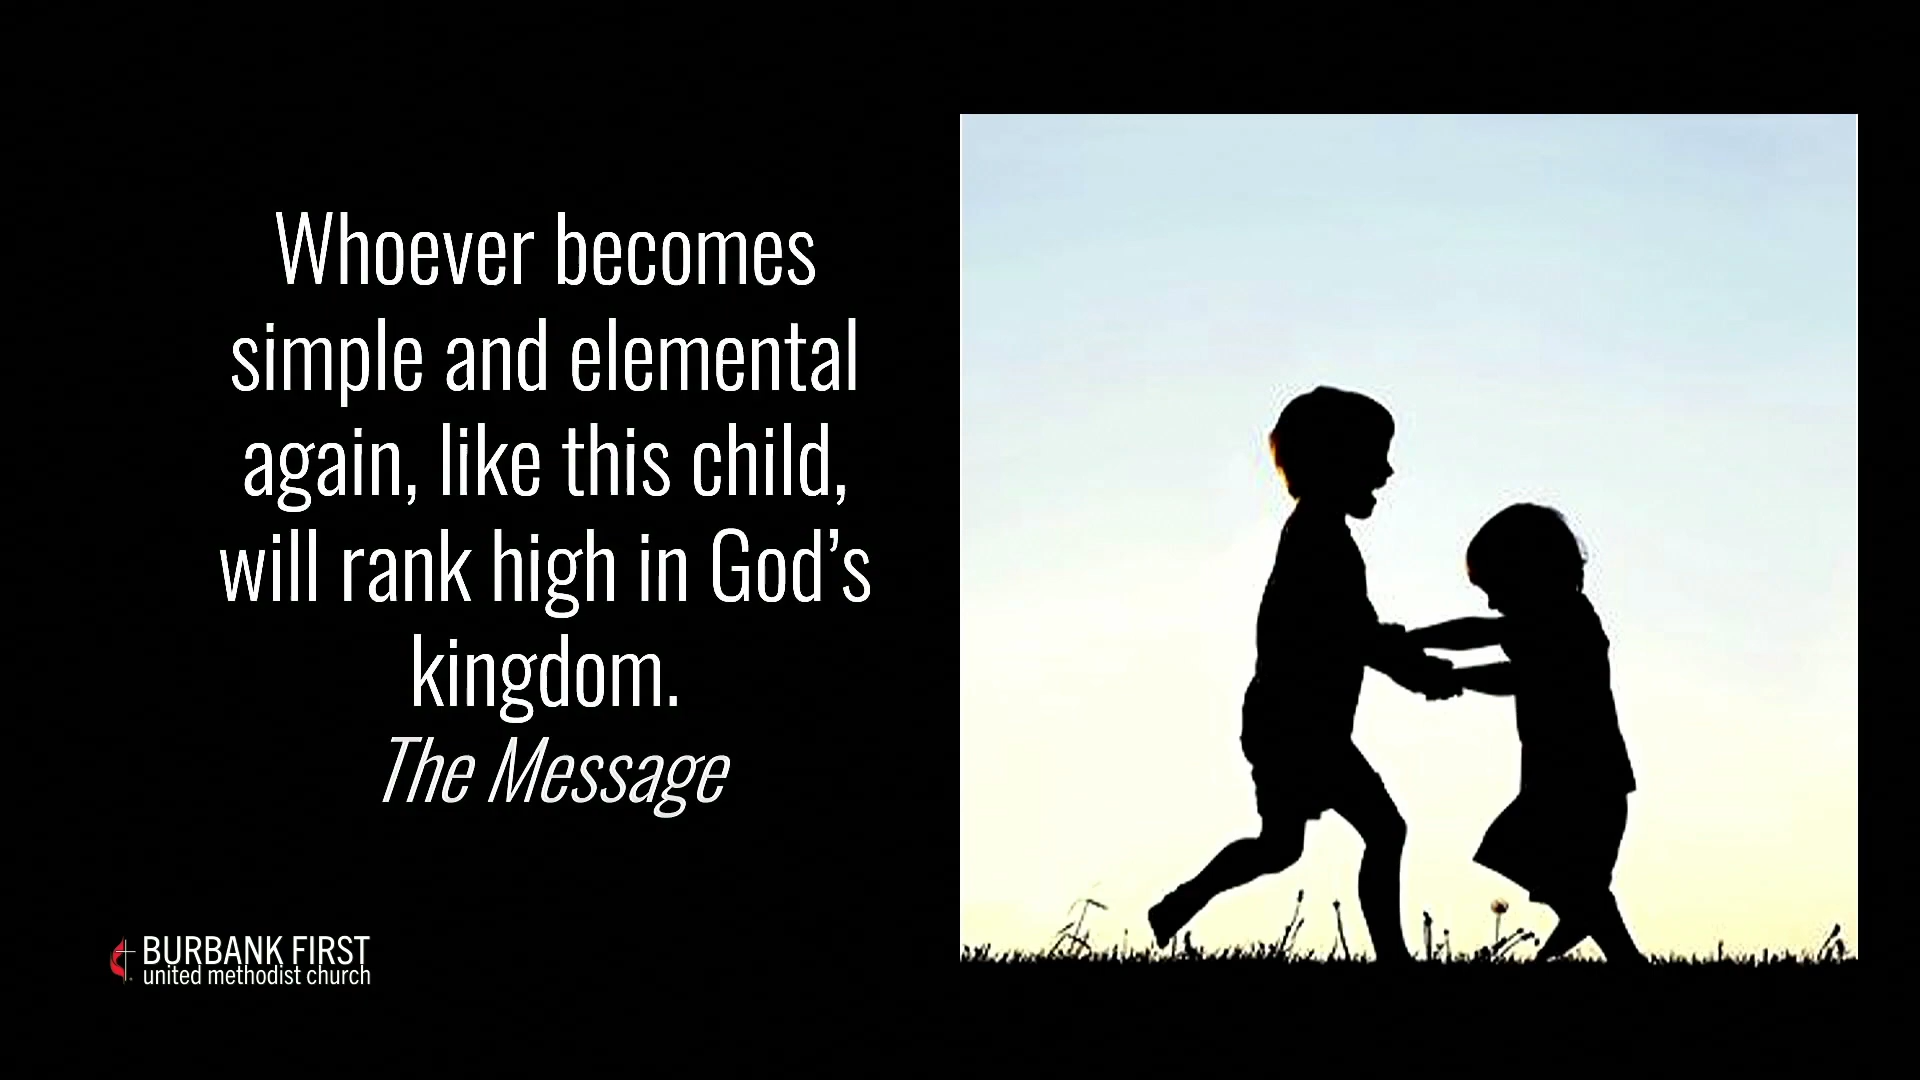 Whoever becomes
simple and elemental
again, like this child,
will rank high in God’s
kingdom.
The Message
BURBANK FIRST
united methodist church